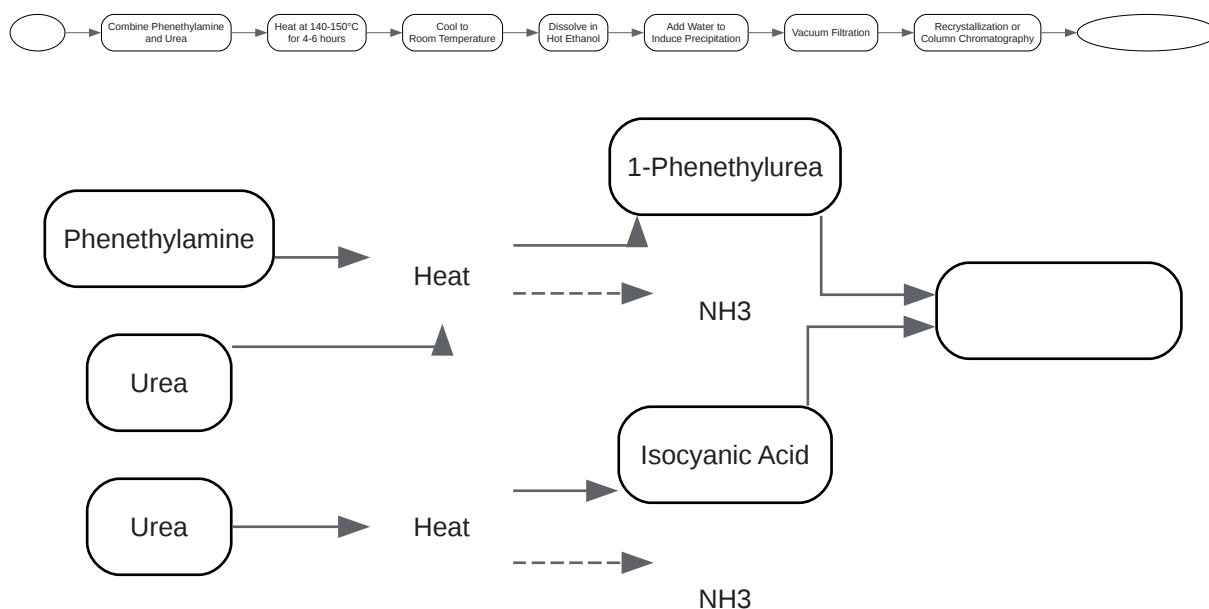 Combine Phenethylamine
and Urea
Heat at 140-150°C
for 4-6 hours
Cool to
Room Temperature
Dissolve in
Hot Ethanol
Add Water to
Induce Precipitation
Vacuum Filtration
Recrystallization or
Column Chromatography
1-Phenethylurea
Phenethylamine
Heat
NH3
Urea
Isocyanic Acid
Urea
Heat
NH3